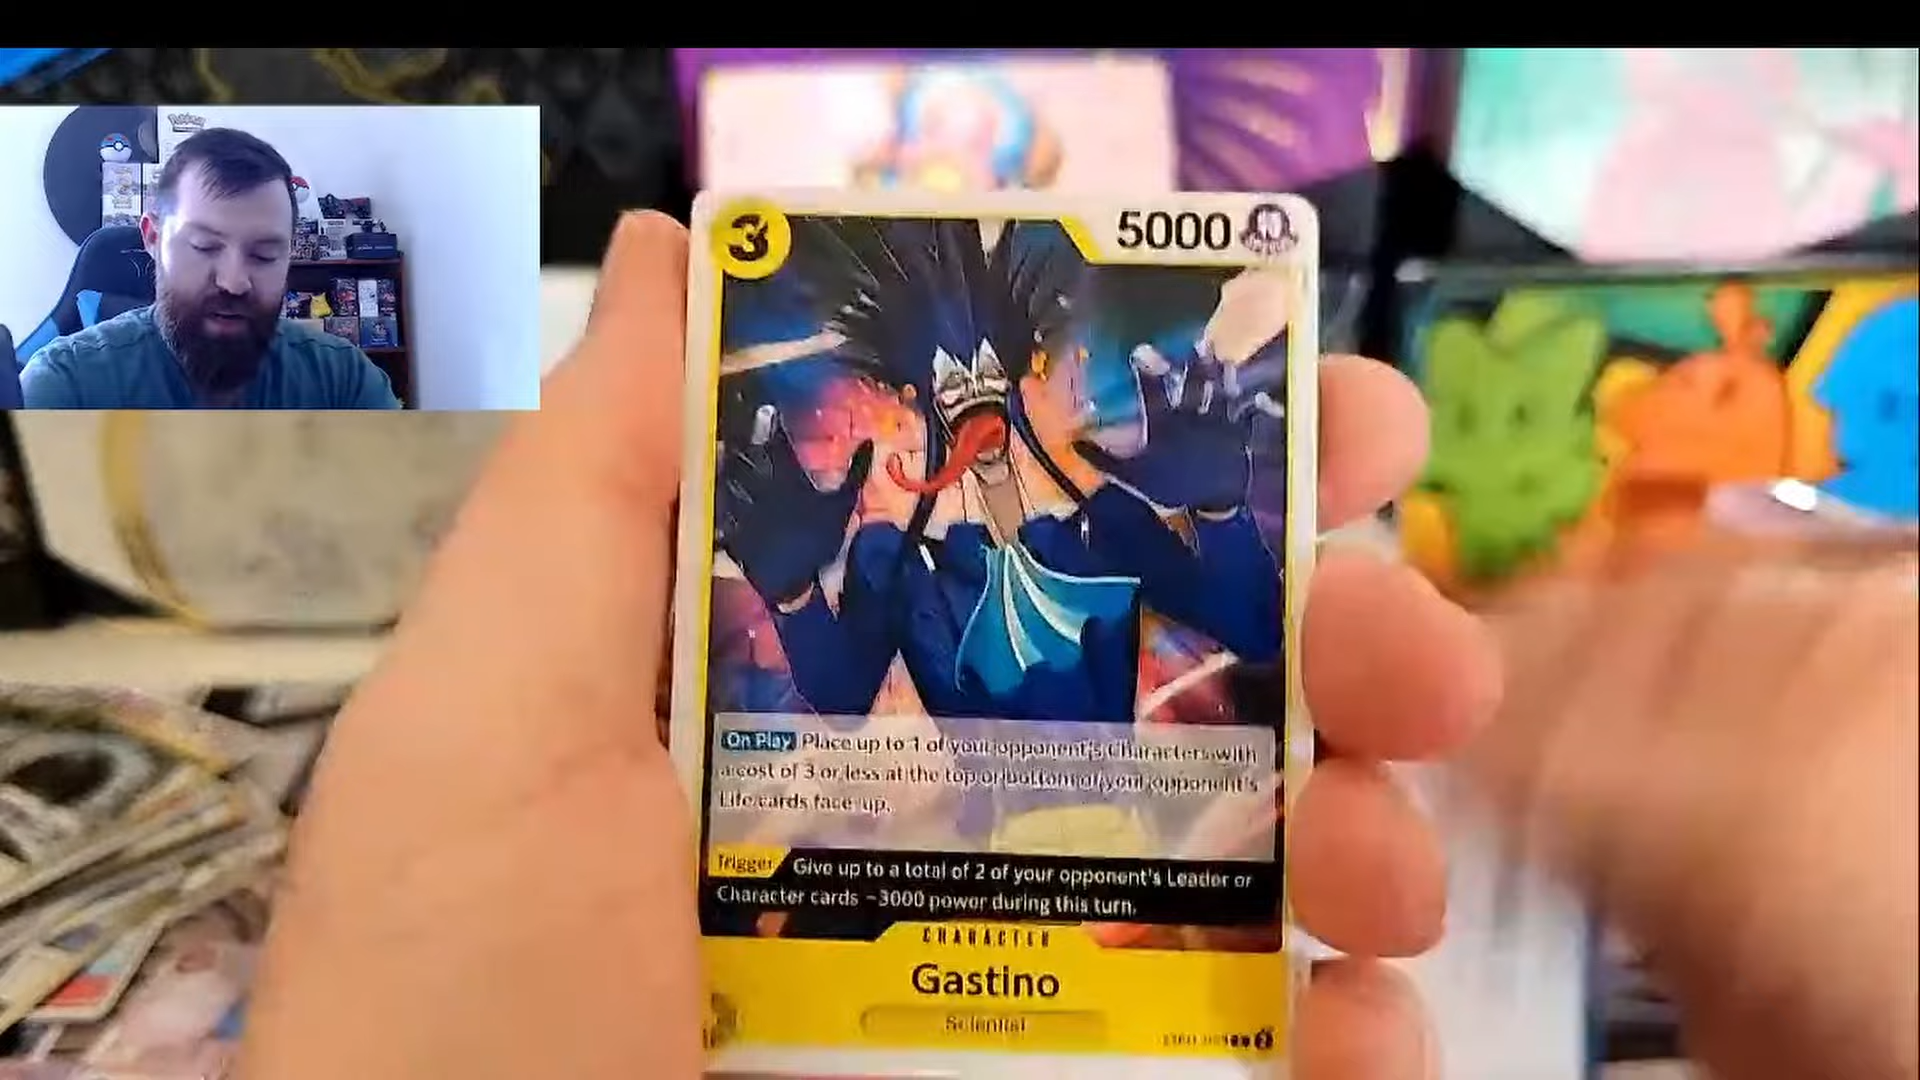 Pokémon
3
5000
On Play Place up to 1 of your opponent's Characters with
a cost of 3 or less at the top or bottom of your opponent's
Life cards face-up.
Trigger Give up to a total of 2 of your opponent's Leader or
Character cards −3000 power during this turn.
CHARACTER
Gastino
Scientist
2